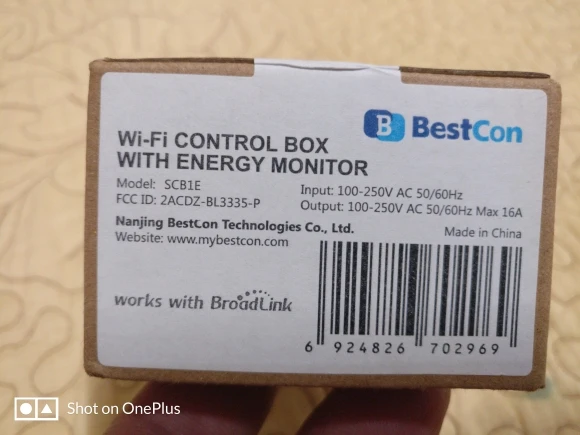 B BestCon
Wi-Fi CONTROL BOX
WITH ENERGY MONITOR
Model: SCB1E
FCC ID: 2ACDZ-BL3335-P
Input: 100-250V AC 50/60Hz
Output: 100-250V AC 50/60Hz Max 16A
Nanjing BestCon Technologies Co., Ltd.
Website: www.mybestcon.com
Made in China
works with BroadLink
6 924826 702969
Shot on OnePlus